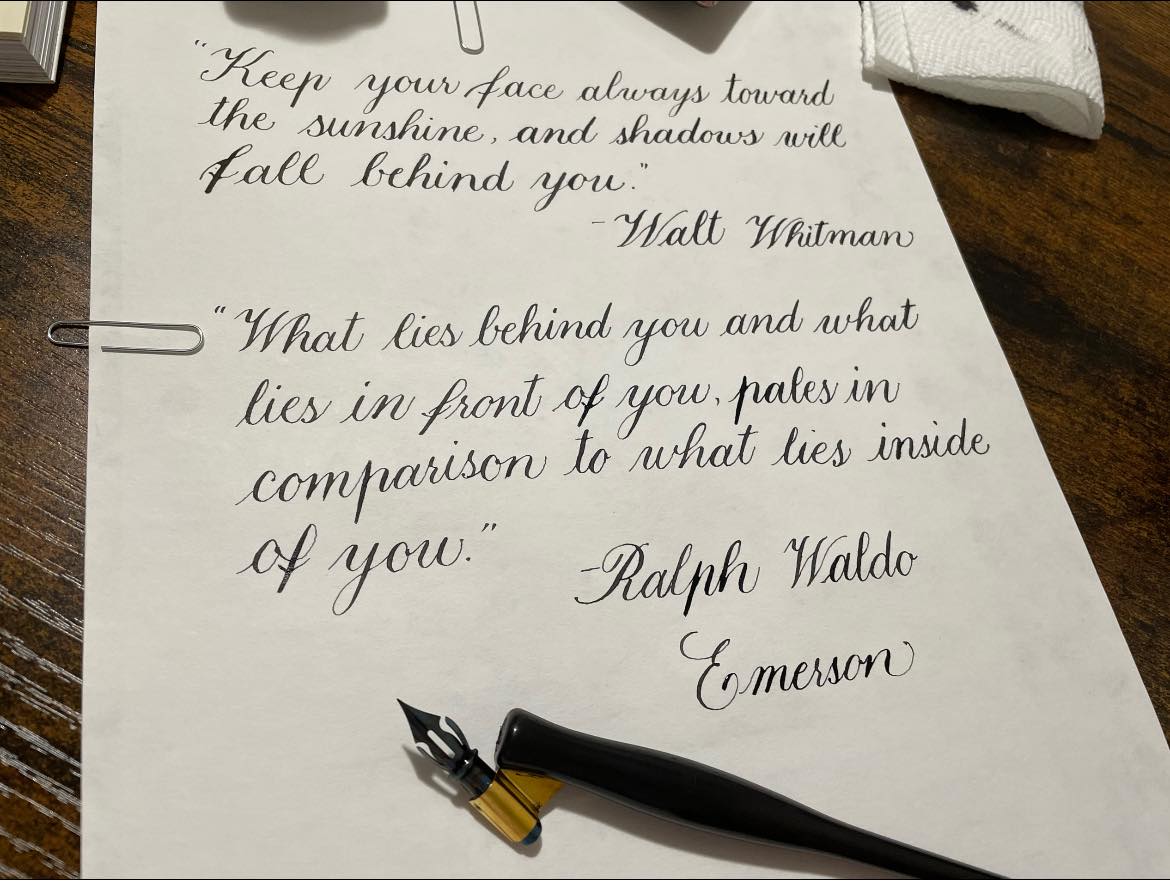 "Keep your face always toward
the sunshine, and shadows will
fall behind you."
-Walt Whitman
"What lies behind you and what
lies in front of you, pales in
comparison to what lies inside
of you."
-Ralph Waldo
Emerson